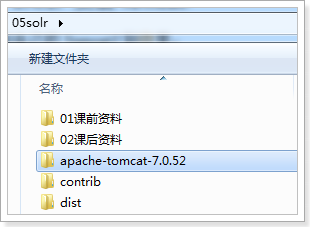 05solr
新建文件夹
名称
01课前资料
02课后资料
apache-tomcat-7.0.52
contrib
dist